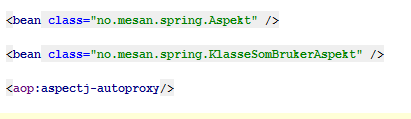 <bean class="no.mesan.spring.Aspekt" />
<bean class="no.mesan.spring.KlasseSomBrukerAspekt" />
<aop:aspectj-autoproxy/>